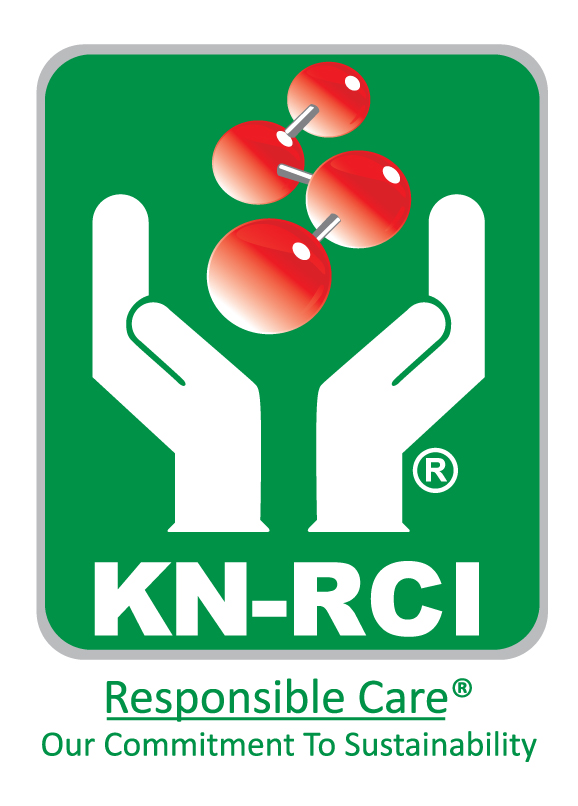 ®
KN-RCI
Responsible Care®
Our Commitment To Sustainability